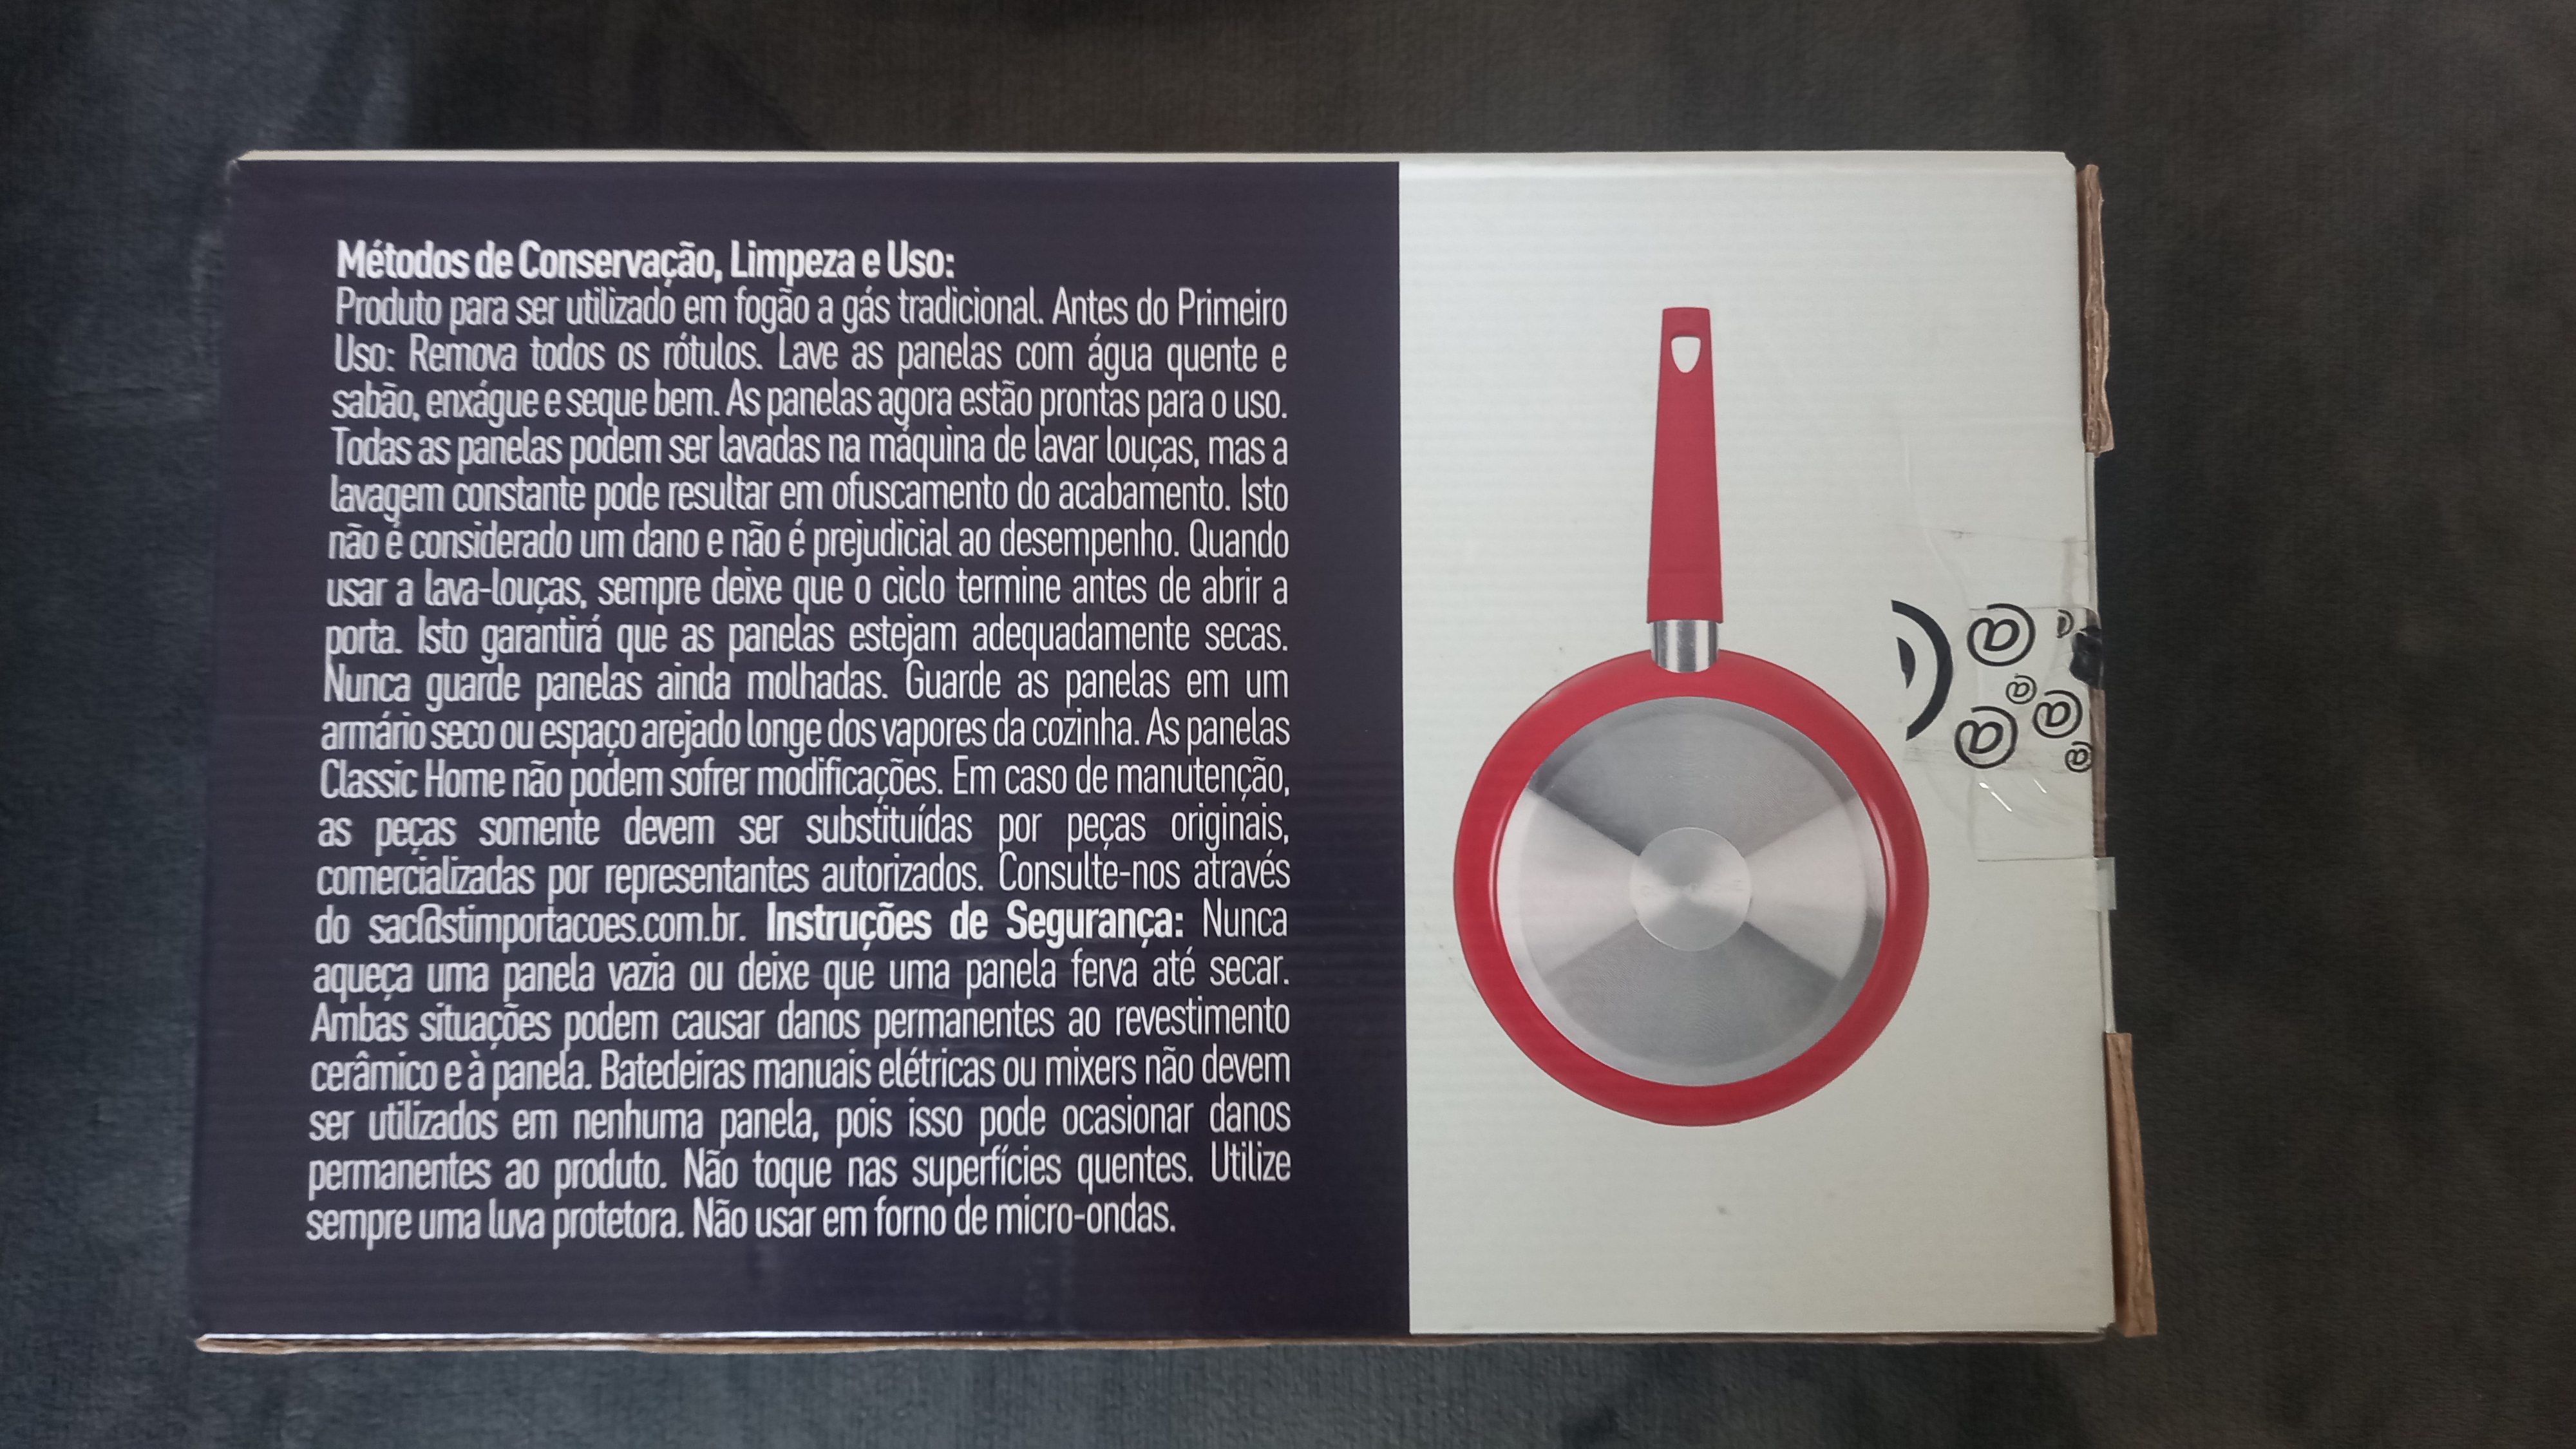 Métodos de Conservação, Limpeza e Uso:
Produto para ser utilizado em fogão a gás tradicional. Antes do Primeiro
Uso: Remova todos os rótulos. Lave as panelas com água quente e
sabão, enxágue e seque bem. As panelas agora estão prontas para o uso.
Todas as panelas podem ser lavadas na máquina de lavar louças, mas a
lavagem constante pode resultar em ofuscamento do acabamento. Isto
não é considerado um dano e não é prejudicial ao desempenho. Quando
usar a lava-louças, sempre deixe que o ciclo termine antes de abrir a
porta. Isto garantirá que as panelas estejam adequadamente secas.
Nunca guarde panelas ainda molhadas. Guarde as panelas em um
armário seco ou espaço arejado longe dos vapores da cozinha. As panelas
Classic Home não podem sofrer modificações. Em caso de manutenção,
as peças somente devem ser substituídas por peças originais,
comercializadas por representantes autorizados. Consulte-nos através
do sac@stimportacoes.com.br. Instruções de Segurança: Nunca
aqueça uma panela vazia ou deixe que uma panela ferva até secar.
Ambas situações podem causar danos permanentes ao revestimento
cerâmico e à panela. Batedeiras manuais elétricas ou mixers não devem
ser utilizados em nenhuma panela, pois isso pode ocasionar danos
permanentes ao produto. Não toque nas superfícies quentes. Utilize
sempre uma luva protetora. Não usar em forno de micro-ondas.
@ @
@
@
@